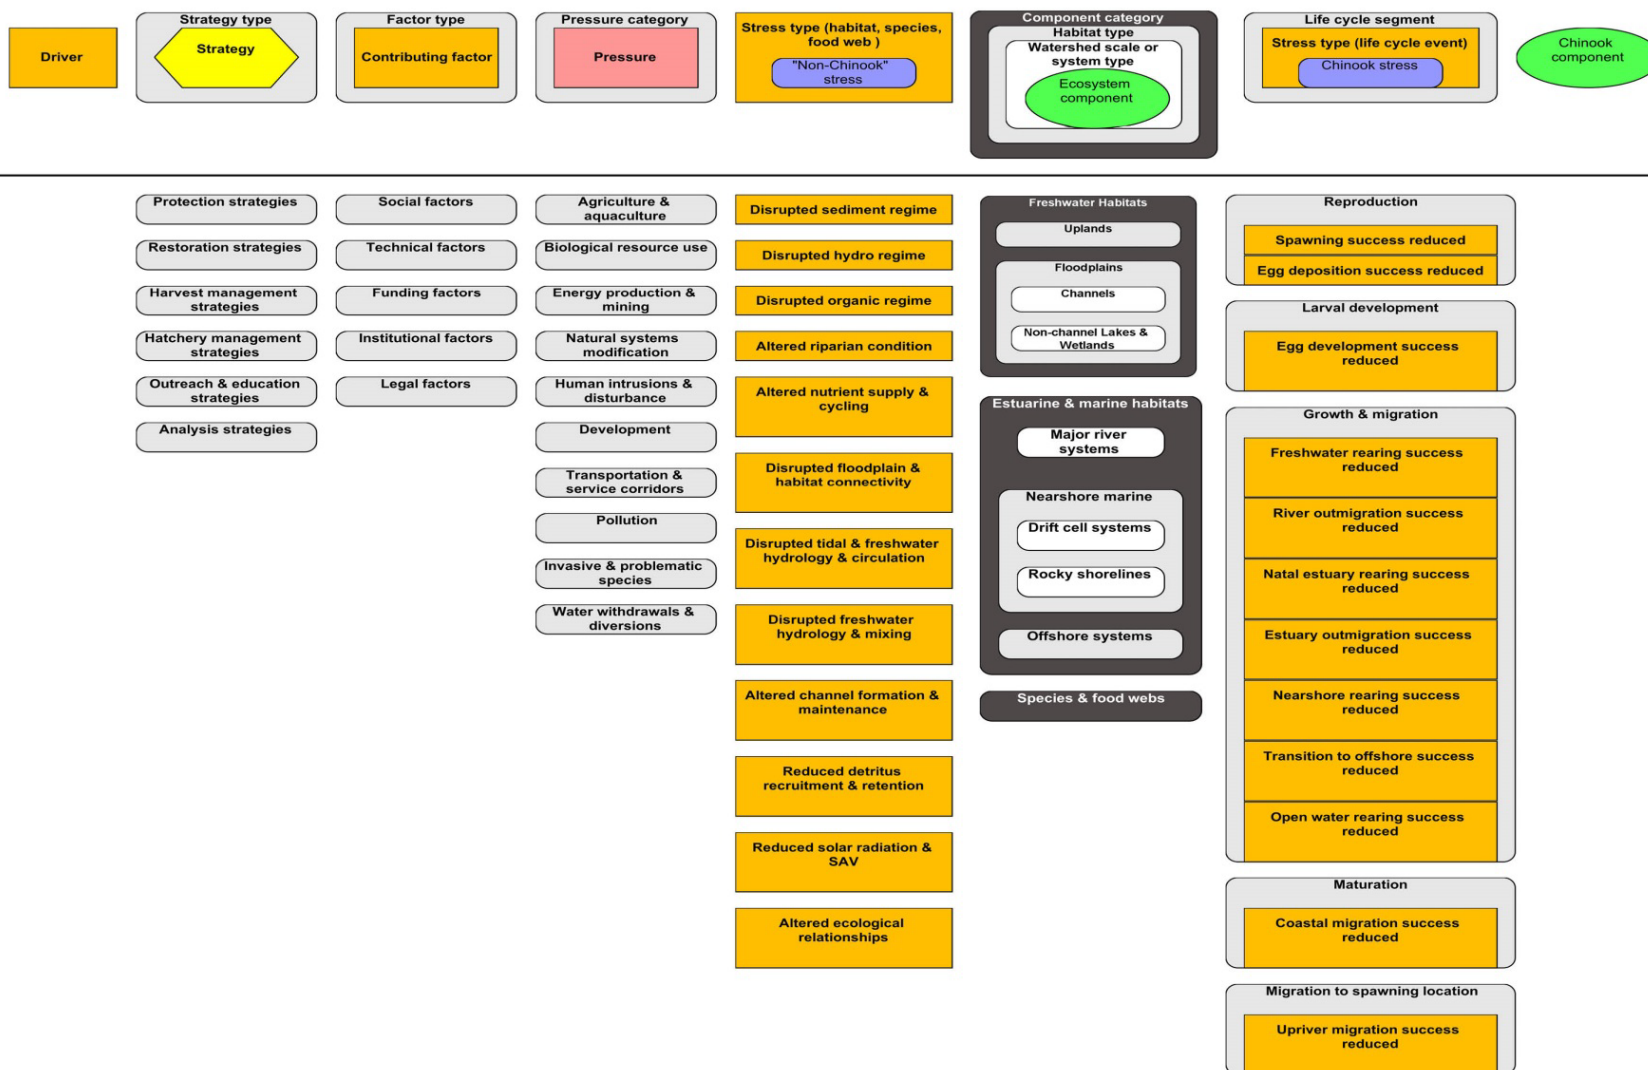 Driver
Strategy type
Strategy
Factor type
Contributing factor
Pressure category
Pressure
Stress type (habitat, species,
food web )
"Non-Chinook"
stress
Component category
Habitat type
Watershed scale or
system type
Ecosystem
component
Life cycle segment
Stress type (life cycle event)
Chinook stress
Chinook
component
Protection strategies
Restoration strategies
Harvest management
strategies
Hatchery management
strategies
Outreach & education
strategies
Analysis strategies
Social factors
Technical factors
Funding factors
Institutional factors
Legal factors
Agriculture &
aquaculture
Biological resource use
Energy production &
mining
Natural systems
modification
Human intrusions &
disturbance
Development
Transportation &
service corridors
Pollution
Invasive & problematic
species
Water withdrawals &
diversions
Disrupted sediment regime
Disrupted hydro regime
Disrupted organic regime
Altered riparian condition
Altered nutrient supply &
cycling
Disrupted floodplain &
habitat connectivity
Disrupted tidal & freshwater
hydrology & circulation
Disrupted freshwater
hydrology & mixing
Altered channel formation &
maintenance
Reduced detritus
recruitment & retention
Reduced solar radiation &
SAV
Altered ecological
relationships
Freshwater Habitats
Uplands
Floodplains
Channels
Non-channel Lakes &
Wetlands
Estuarine & marine habitats
Major river
systems
Nearshore marine
Drift cell systems
Rocky shorelines
Offshore systems
Species & food webs
Reproduction
Spawning success reduced
Egg deposition success reduced
Larval development
Egg development success
reduced
Growth & migration
Freshwater rearing success
reduced
River outmigration success
reduced
Natal estuary rearing success
reduced
Estuary outmigration success
reduced
Nearshore rearing success
reduced
Transition to offshore success
reduced
Open water rearing success
reduced
Maturation
Coastal migration success
reduced
Migration to spawning location
Upriver migration success
reduced